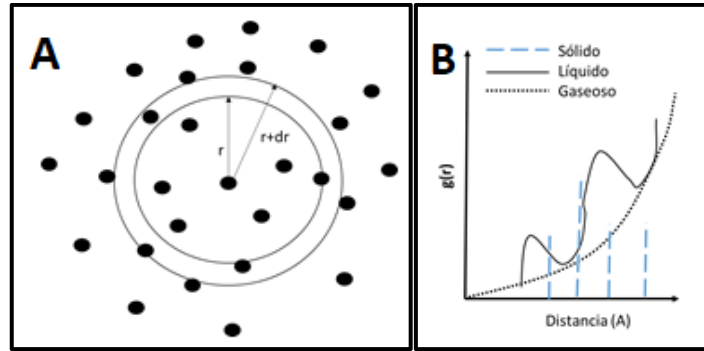 A
r
r+dr
B
Sólido
Líquido
Gaseoso
g(r)
Distancia (A)